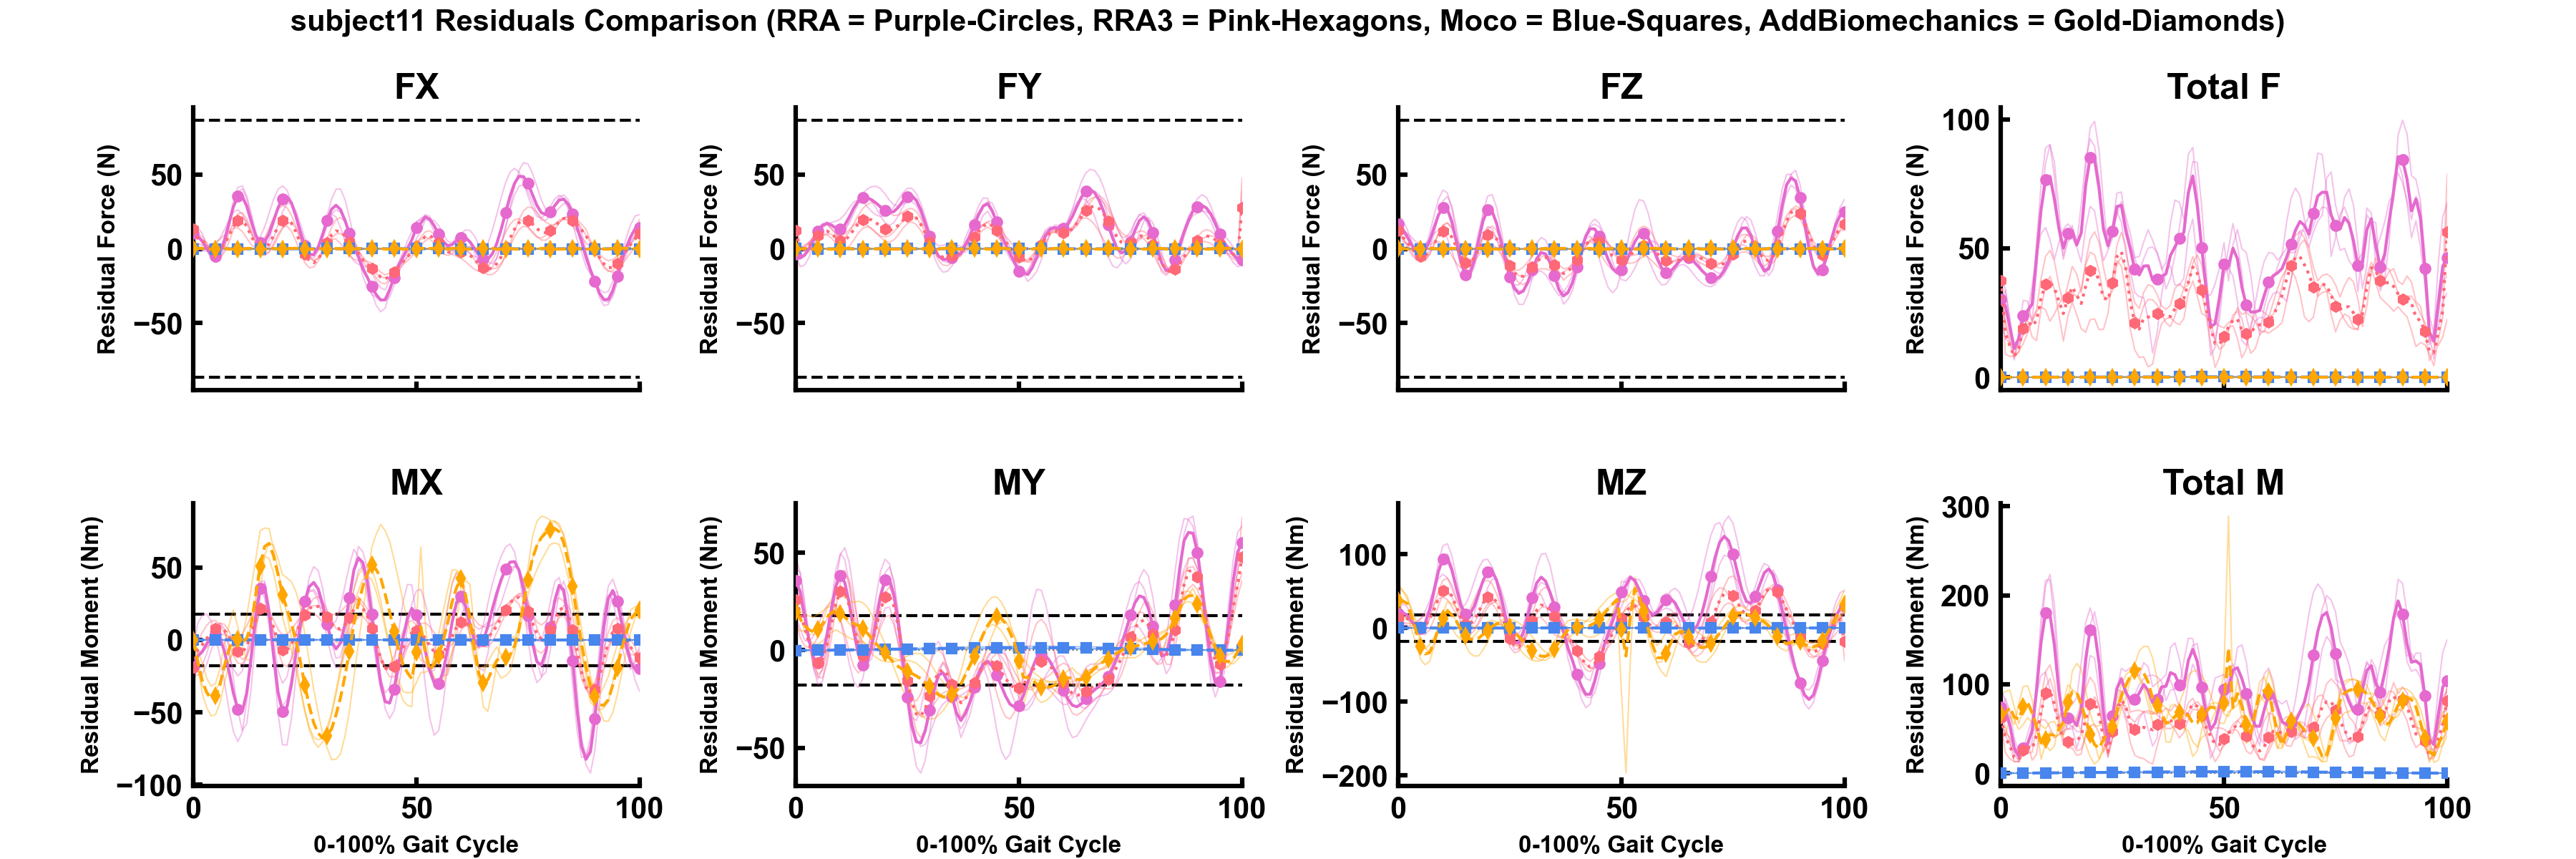 subject11 Residuals Comparison (RRA = Purple-Circles, RRA3 = Pink-Hexagons, Moco = Blue-Squares, AddBiomechanics = Gold-Diamonds)
FX
Residual Force (N)
50
0
−50
FY
Residual Force (N)
50
0
−50
FZ
Residual Force (N)
50
0
−50
Total F
Residual Force (N)
100
50
0
MX
Residual Moment (Nm)
50
0
−50
−100
0 50 100
0-100% Gait Cycle
MY
Residual Moment (Nm)
50
0
−50
0 50 100
0-100% Gait Cycle
MZ
Residual Moment (Nm)
100
0
−100
−200
0 50 100
0-100% Gait Cycle
Total M
Residual Moment (Nm)
300
200
100
0
0 50 100
0-100% Gait Cycle